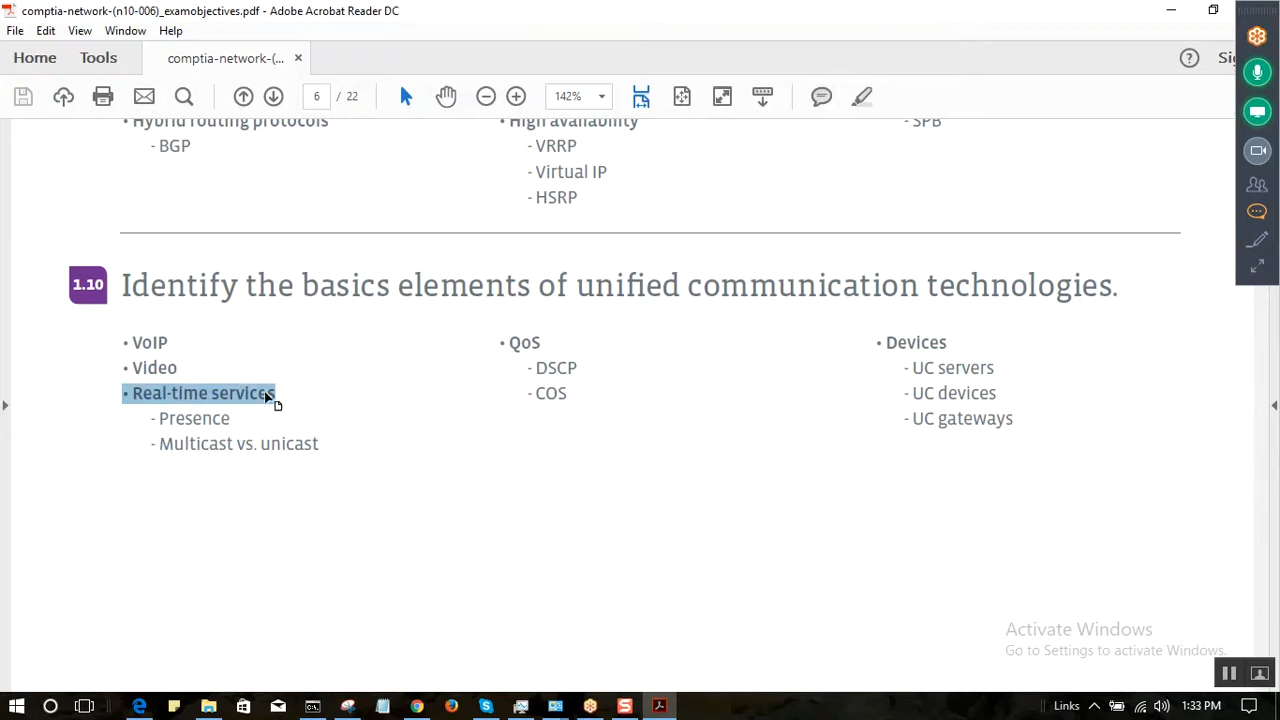 comptia-network-(n10-006)_examobjectives.pdf - Adobe Acrobat Reader DC
File Edit View Window Help
Home Tools comptia-network-(... × ? Si
6 / 22 142%
• Hybrid routing protocols
- BGP
• High availability
- VRRP
- Virtual IP
- HSRP
- SPB
1.10 Identify the basics elements of unified communication technologies.
• VoIP
• Video
• Real-time services
- Presence
- Multicast vs. unicast
• QoS
- DSCP
- COS
• Devices
- UC servers
- UC devices
- UC gateways
Activate Windows
Go to Settings to activate Windows.
Links 1:33 PM